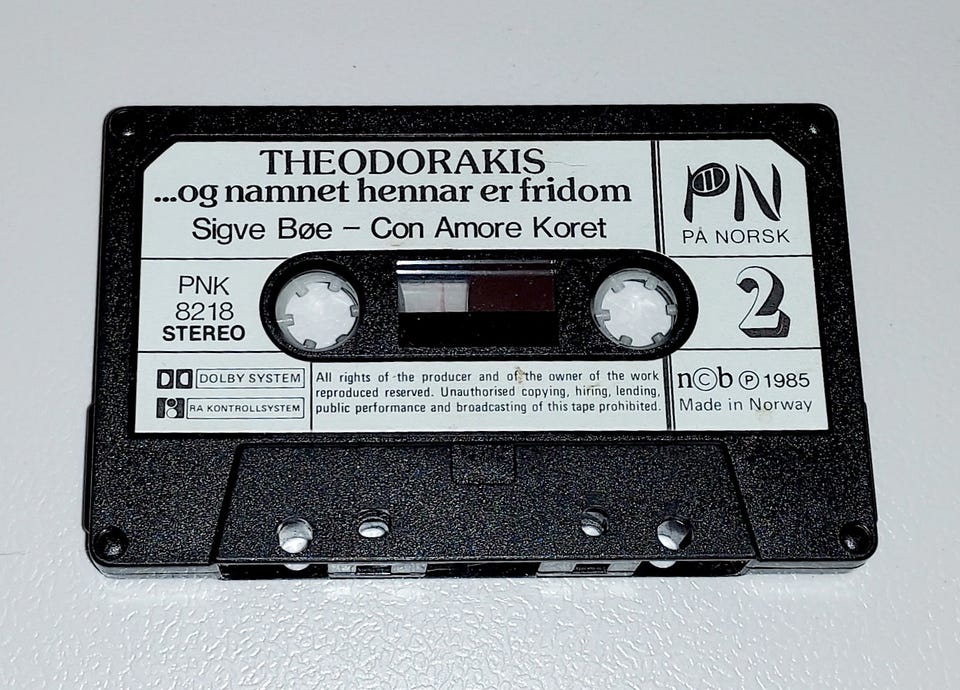 THEODORAKIS
...og namnet hennar er fridom
Sigve Bøe – Con Amore Koret
PN
PÅ NORSK
PNK
8218
STEREO
2
DOLBY SYSTEM
RA KONTROLLSYSTEM
All rights of the producer and of the owner of the work
reproduced reserved. Unauthorised copying, hiring, lending,
public performance and broadcasting of this tape prohibited.
n©b ℗ 1985
Made in Norway